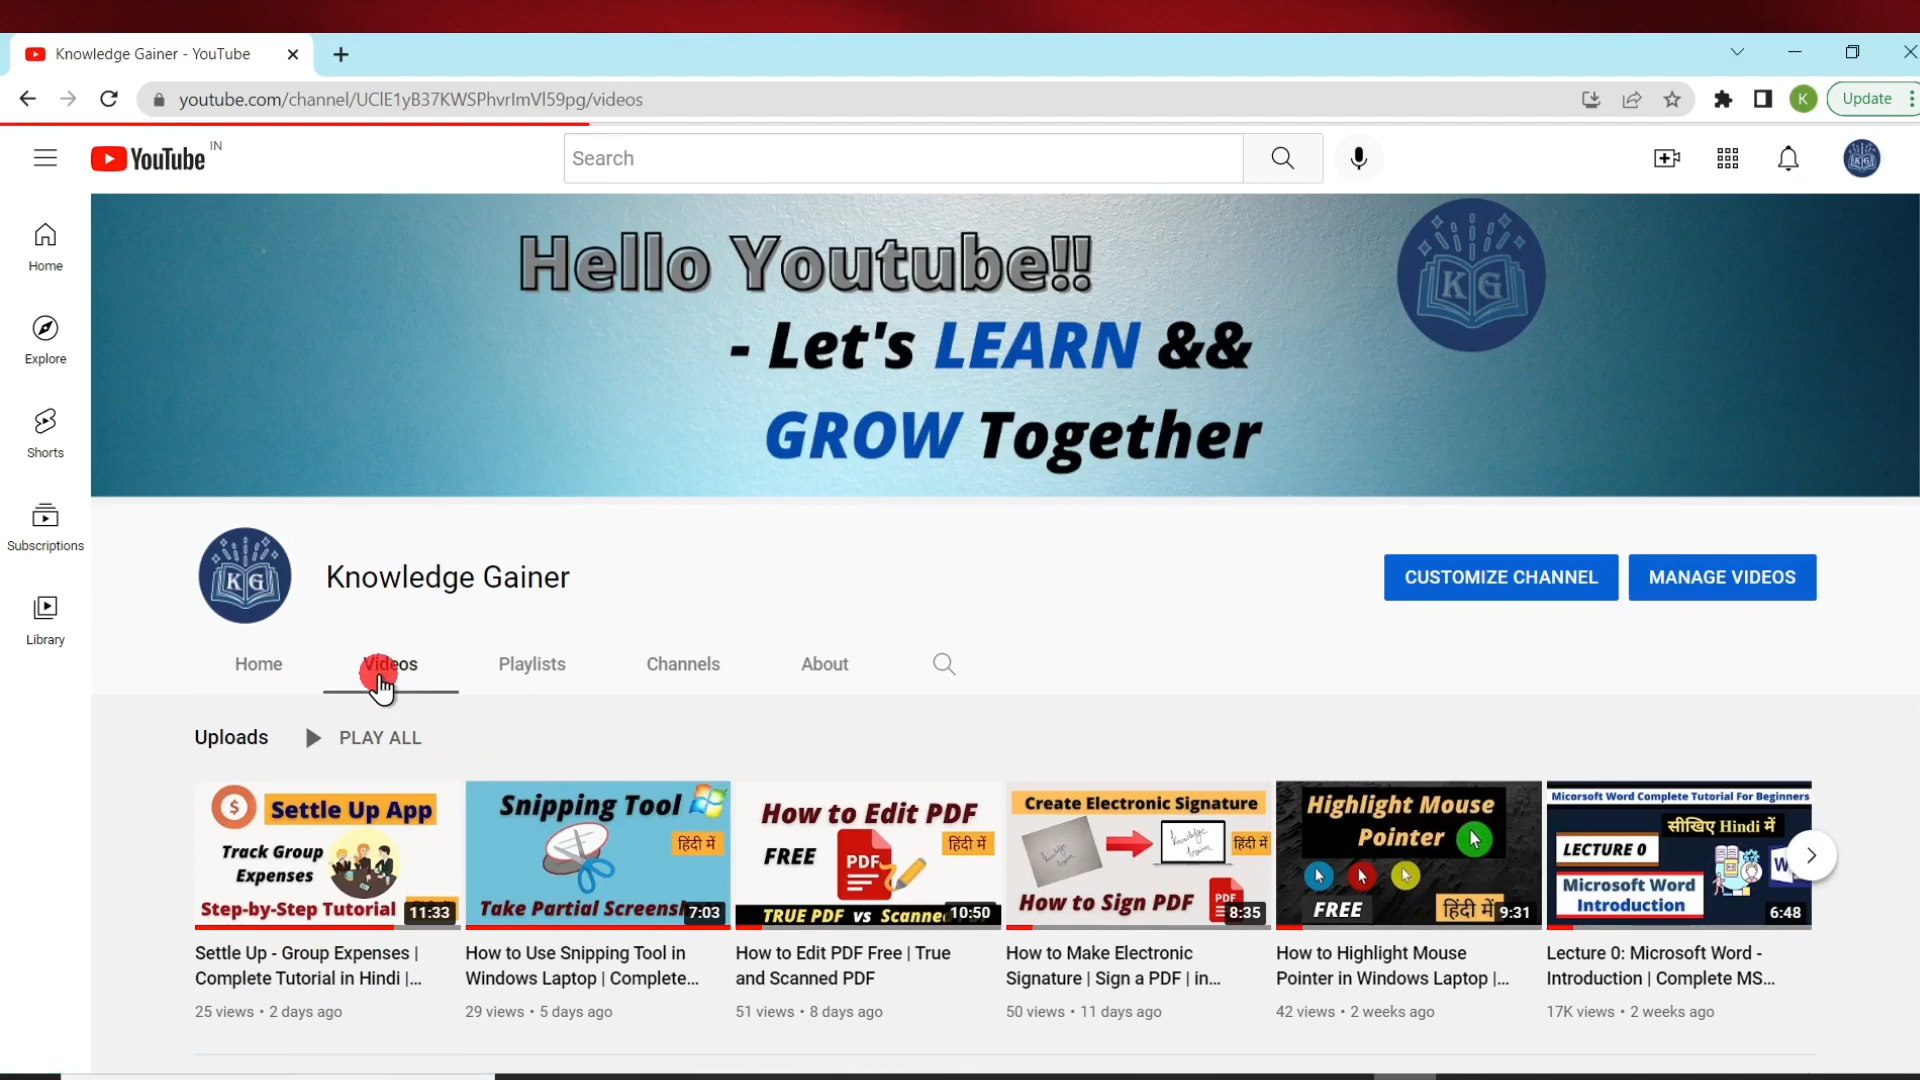 Knowledge Gainer - YouTube
youtube.com/channel/UClE1yB37KWSPhvrImVl59pg/videos
K
Update
YouTube IN
Search
Home
Explore
Shorts
Subscriptions
Library
Hello Youtube!!
- Let's LEARN &&
GROW Together
KG
KG
Knowledge Gainer
CUSTOMIZE CHANNEL
MANAGE VIDEOS
Home
Videos
Playlists
Channels
About
Uploads
PLAY ALL
Settle Up App
Track Group
Expenses
Step-by-Step Tutorial
11:33
Settle Up - Group Expenses |
Complete Tutorial in Hindi |...
25 views • 2 days ago
Snipping Tool
हिंदी में
Take Partial Screensh
7:03
How to Use Snipping Tool in
Windows Laptop | Complete...
29 views • 5 days ago
How to Edit PDF
FREE
हिंदी में
PDF
TRUE PDF vs Scanne
10:50
How to Edit PDF Free | True
and Scanned PDF
51 views • 8 days ago
Create Electronic Signature
हिंदी में
How to Sign PDF
PDF
8:35
How to Make Electronic
Signature | Sign a PDF | in...
50 views • 11 days ago
Highlight Mouse
Pointer
FREE
हिंदी में
9:31
How to Highlight Mouse
Pointer in Windows Laptop |...
42 views • 2 weeks ago
Micorsoft Word Complete Tutorial For Beginners
सीखिए Hindi में
LECTURE 0
W
Microsoft Word
Introduction
6:48
Lecture 0: Microsoft Word -
Introduction | Complete MS...
17K views • 2 weeks ago